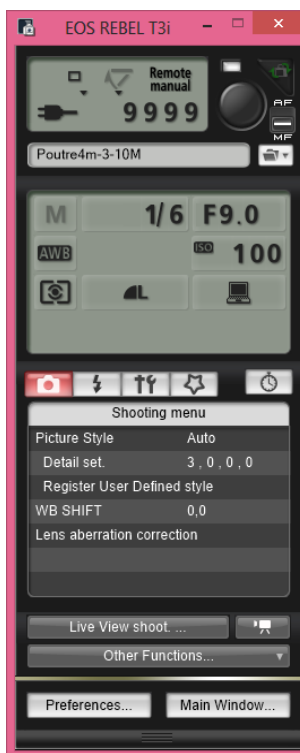 EOS REBEL T3i
Remote
manual
9999
AF
MF
Poutre4m-3-10M
M 1/6 F9.0
AWB ISO 100
L
Shooting menu
Picture Style Auto
Detail set. 3 , 0 , 0 , 0
Register User Defined style
WB SHIFT 0,0
Lens aberration correction
Live View shoot. ...
Other Functions...
Preferences... Main Window...